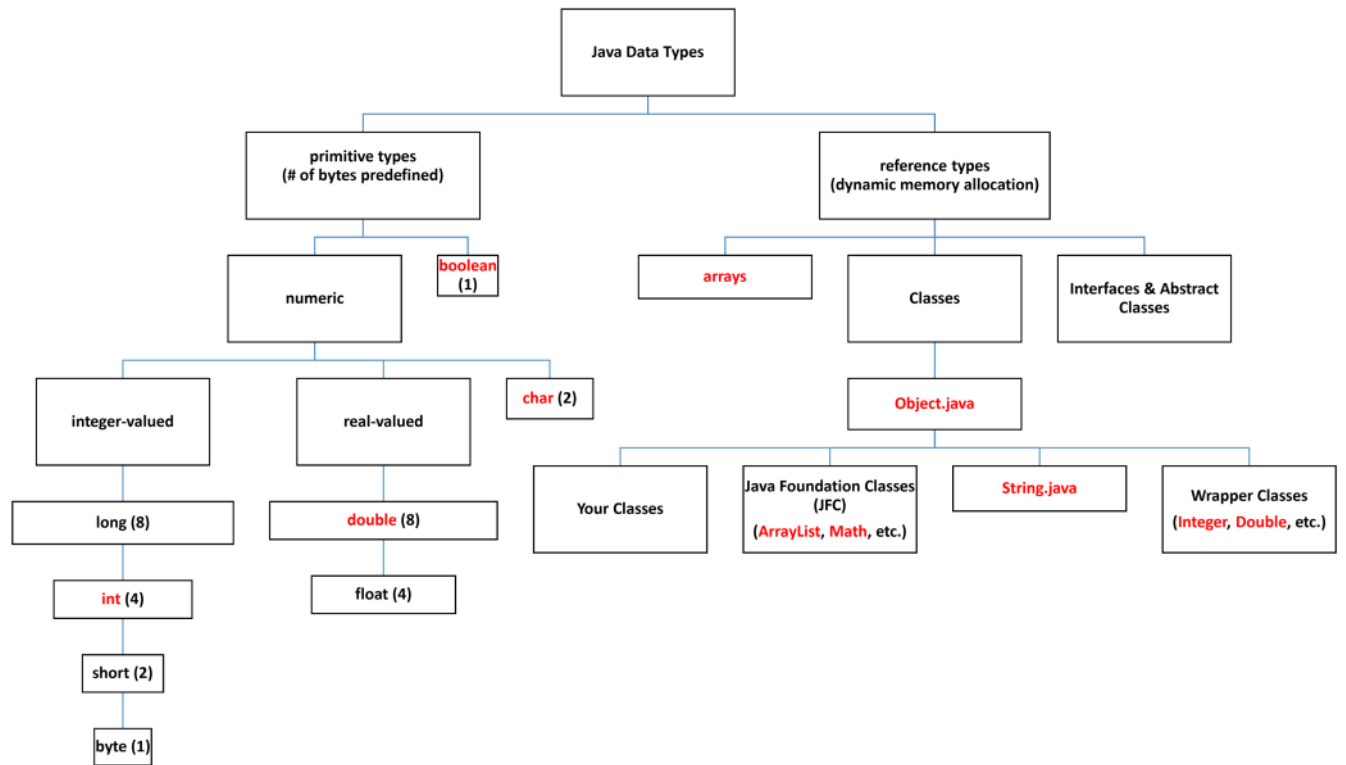 Java Data Types
primitive types
(# of bytes predefined)
reference types
(dynamic memory allocation)
numeric
boolean
(1)
arrays
Classes
Interfaces & Abstract
Classes
integer-valued
real-valued
char (2)
Object.java
long (8)
double (8)
Your Classes
Java Foundation Classes
(JFC)
(ArrayList, Math, etc.)
String.java
Wrapper Classes
(Integer, Double, etc.)
int (4)
float (4)
short (2)
byte (1)